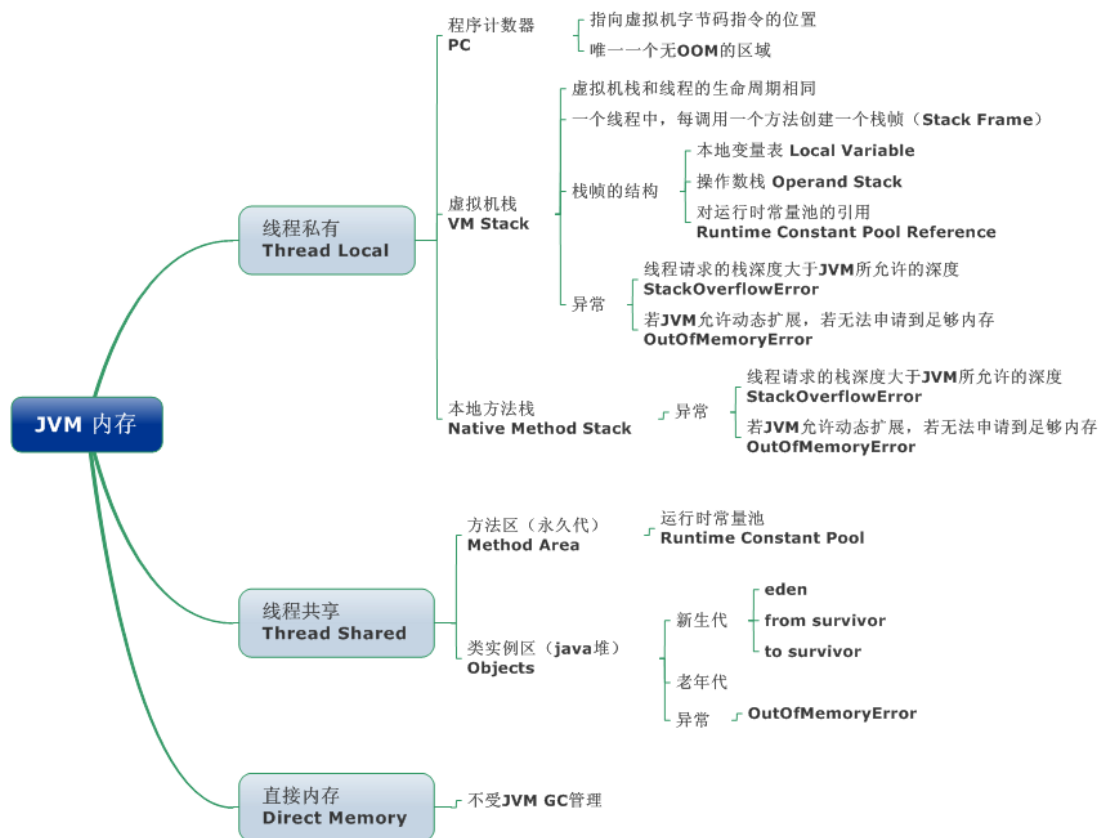 程序计数器
PC
指向虚拟机字节码指令的位置
唯一一个无OOM的区域
虚拟机栈
VM Stack
虚拟机栈和线程的生命周期相同
一个线程中，每调用一个方法创建一个栈帧（Stack Frame）
栈帧的结构
本地变量表 Local Variable
操作数栈 Operand Stack
对运行时常量池的引用
Runtime Constant Pool Reference
异常
线程请求的栈深度大于JVM所允许的深度
StackOverflowError
若JVM允许动态扩展，若无法申请到足够内存
OutOfMemoryError
线程私有
Thread Local
本地方法栈
Native Method Stack
异常
线程请求的栈深度大于JVM所允许的深度
StackOverflowError
若JVM允许动态扩展，若无法申请到足够内存
OutOfMemoryError
JVM 内存
方法区（永久代）
Method Area
运行时常量池
Runtime Constant Pool
线程共享
Thread Shared
类实例区（java堆）
Objects
新生代
eden
from survivor
to survivor
老年代
异常
OutOfMemoryError
直接内存
Direct Memory
不受JVM GC管理